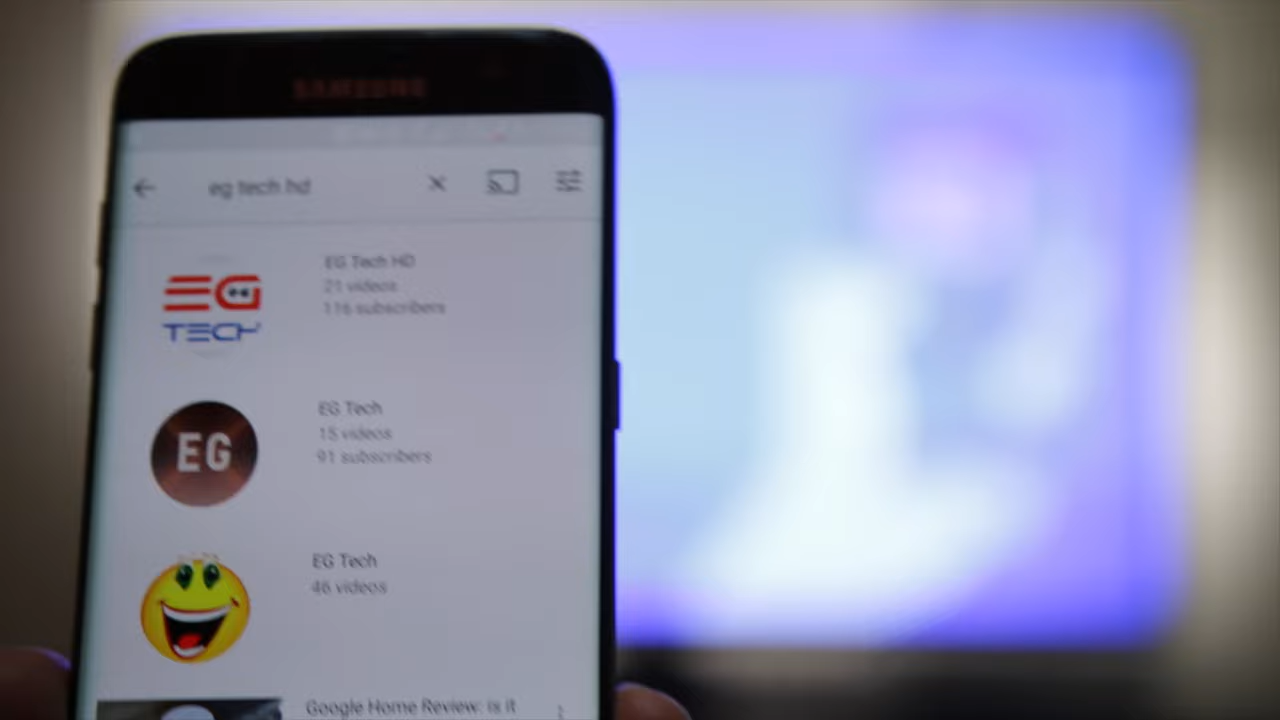 SAMSUNG
eg tech hd
EG TECH
EG Tech HD
21 videos
116 subscribers
EG
EG Tech
15 videos
91 subscribers
EG Tech
46 videos
Google Home Review: is it